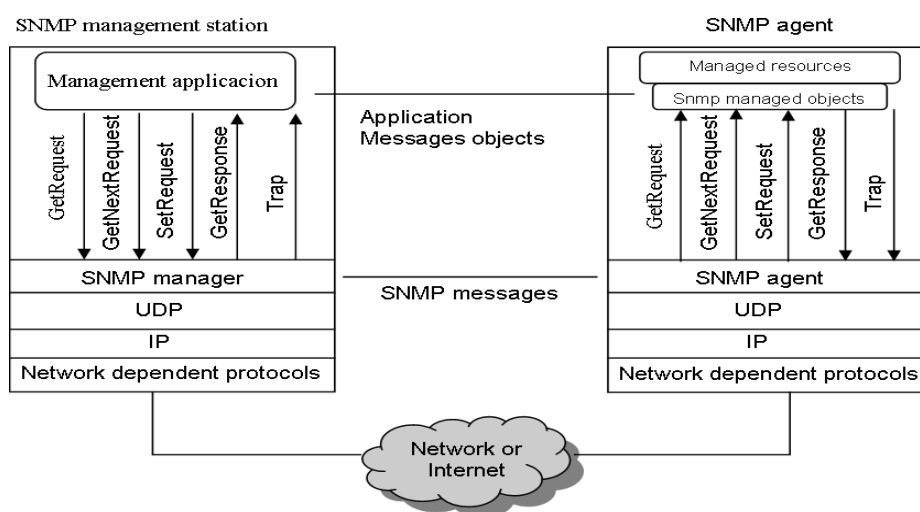 SNMP management station
Management applicacion
GetRequest
GetNextRequest
SetRequest
GetResponse
Trap
SNMP manager
UDP
IP
Network dependent protocols
Application
Messages objects
SNMP messages
SNMP agent
Managed resources
Snmp managed objects
GetRequest
GetNextRequest
SetRequest
GetResponse
Trap
SNMP agent
UDP
IP
Network dependent protocols
Network or
Internet